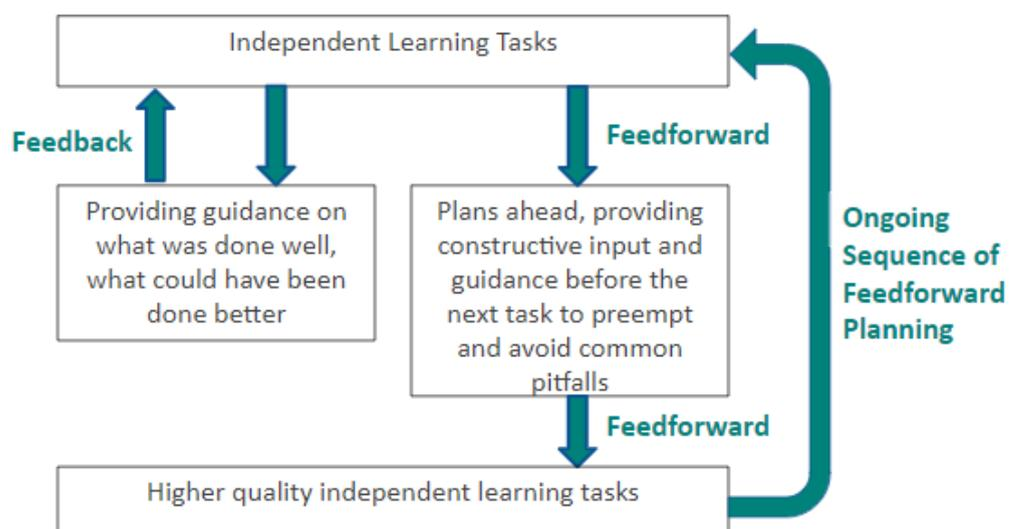 Independent Learning Tasks
Feedback
Feedforward
Providing guidance on
what was done well,
what could have been
done better
Plans ahead, providing
constructive input and
guidance before the
next task to preempt
and avoid common
pitfalls
Ongoing
Sequence of
Feedforward
Planning
Feedforward
Higher quality independent learning tasks